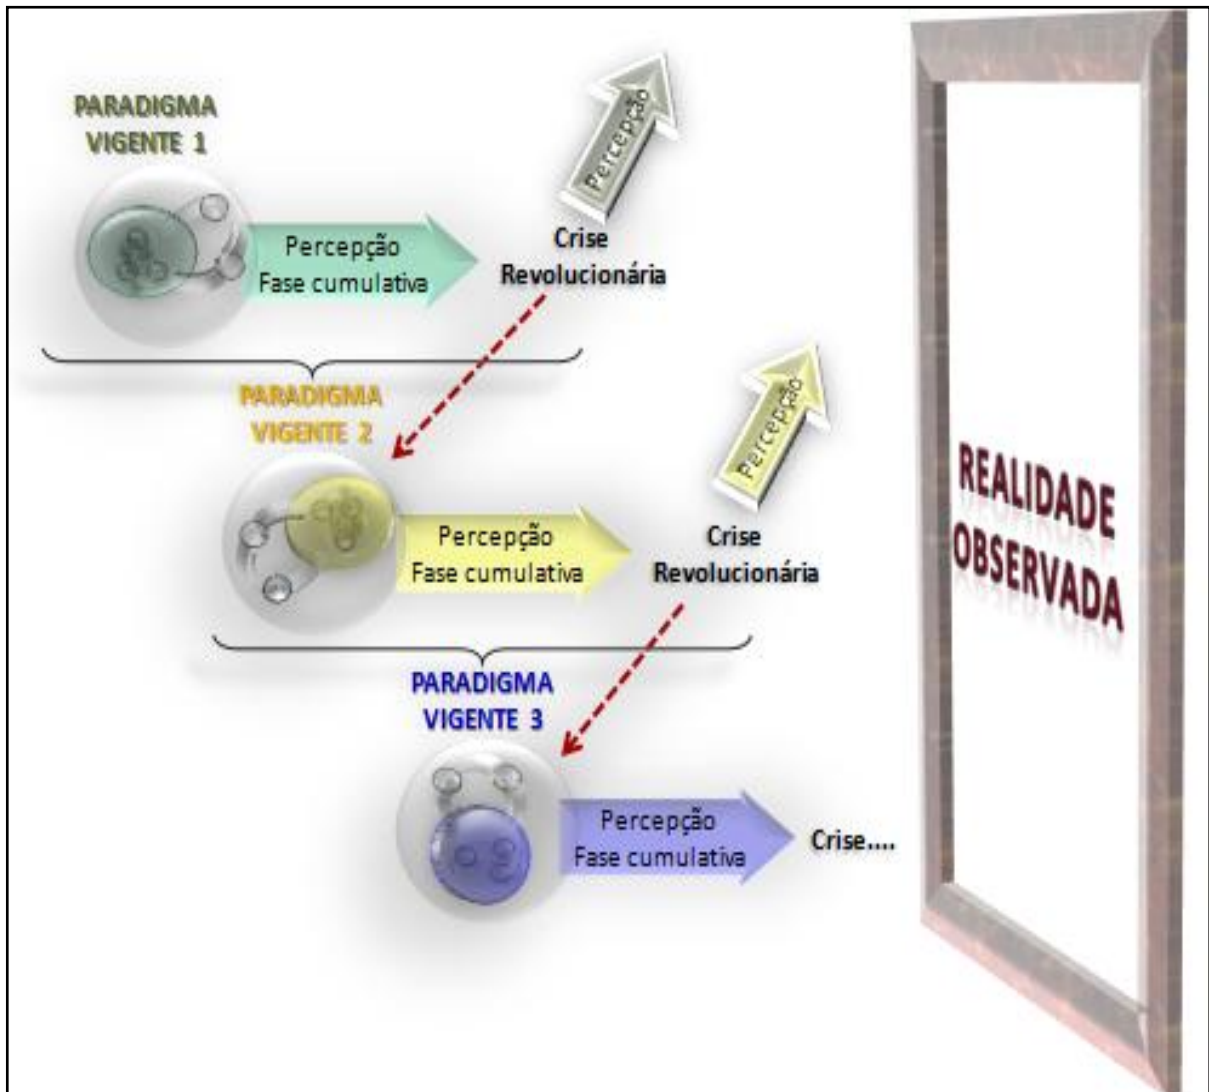 PARADIGMA
VIGENTE 1
Percepção
Percepção
Fase cumulativa
Crise
Revolucionária
PARADIGMA
VIGENTE 2
Percepção
Percepção
Fase cumulativa
Crise
Revolucionária
REALIDADE
OBSERVADA
PARADIGMA
VIGENTE 3
Percepção
Fase cumulativa
Crise....